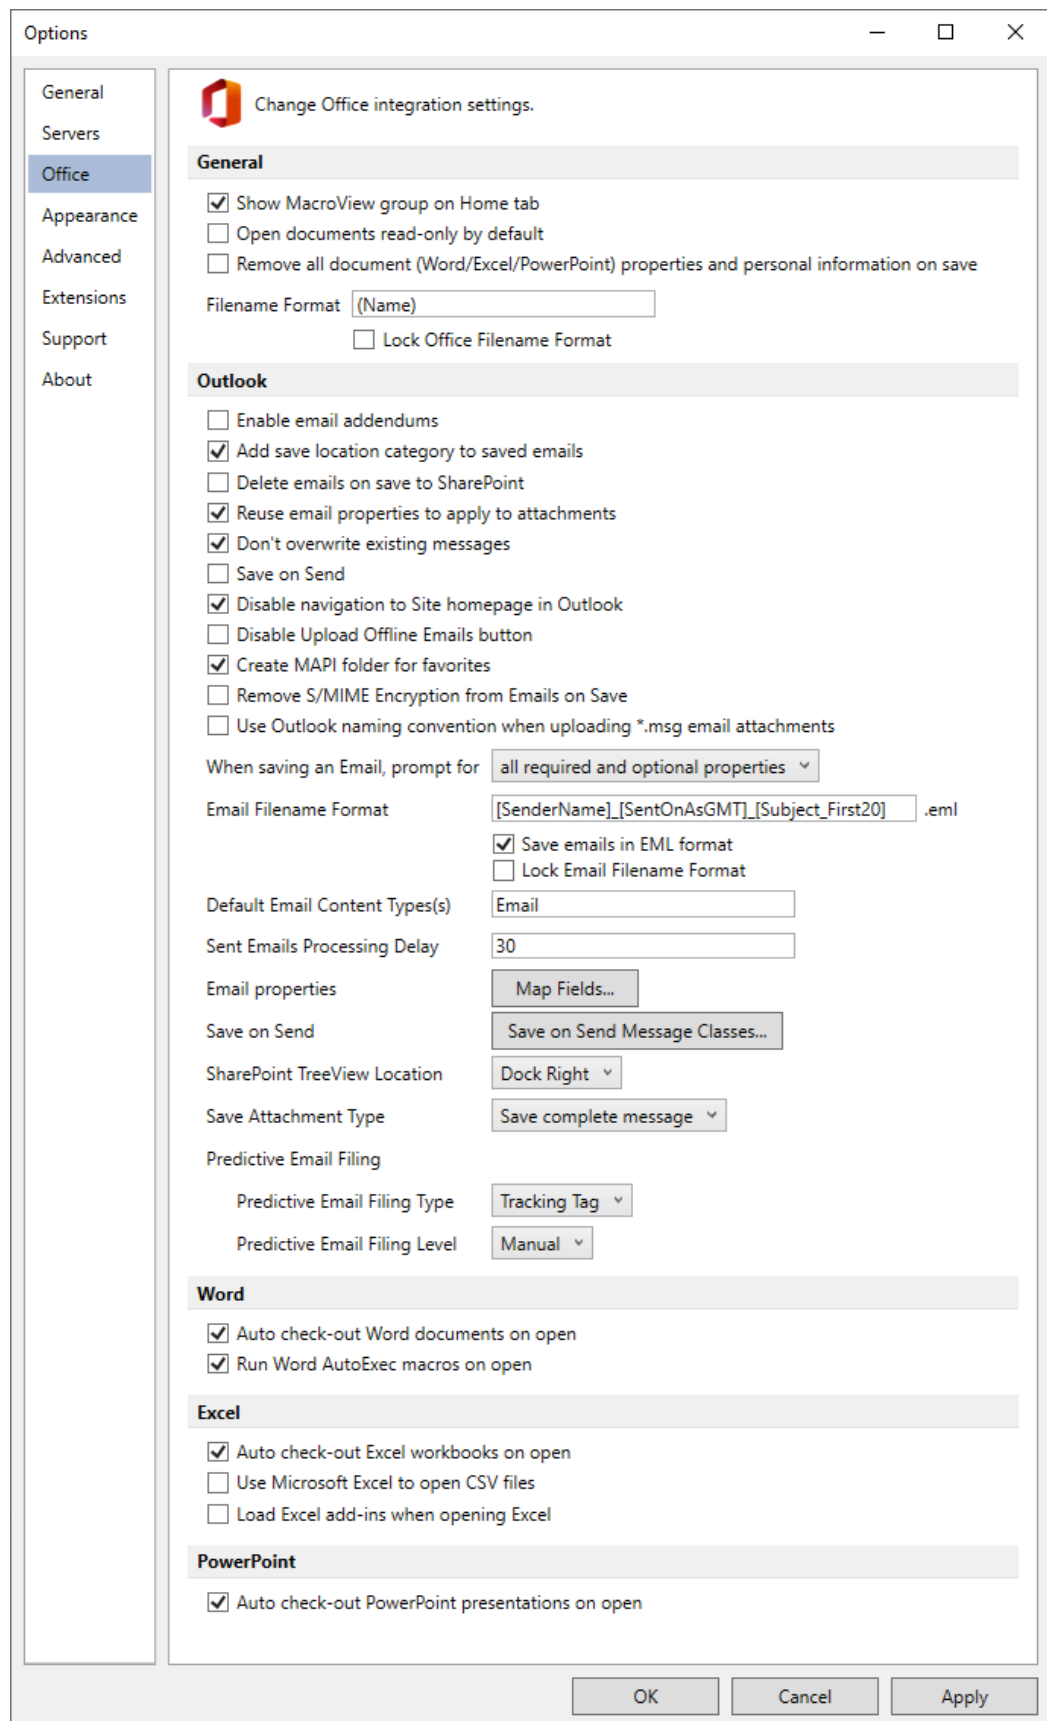 Options
General
Servers
Office
Appearance
Advanced
Extensions
Support
About
Change Office integration settings.
General
Show MacroView group on Home tab
Open documents read-only by default
Remove all document (Word/Excel/PowerPoint) properties and personal information on save
Filename Format (Name)
Lock Office Filename Format
Outlook
Enable email addendums
Add save location category to saved emails
Delete emails on save to SharePoint
Reuse email properties to apply to attachments
Don't overwrite existing messages
Save on Send
Disable navigation to Site homepage in Outlook
Disable Upload Offline Emails button
Create MAPI folder for favorites
Remove S/MIME Encryption from Emails on Save
Use Outlook naming convention when uploading *.msg email attachments
When saving an Email, prompt for all required and optional properties
Email Filename Format [SenderName]_[SentOnAsGMT]_[Subject_First20] .eml
Save emails in EML format
Lock Email Filename Format
Default Email Content Types(s) Email
Sent Emails Processing Delay 30
Email properties Map Fields...
Save on Send Save on Send Message Classes...
SharePoint TreeView Location Dock Right
Save Attachment Type Save complete message
Predictive Email Filing
Predictive Email Filing Type Tracking Tag
Predictive Email Filing Level Manual
Word
Auto check-out Word documents on open
Run Word AutoExec macros on open
Excel
Auto check-out Excel workbooks on open
Use Microsoft Excel to open CSV files
Load Excel add-ins when opening Excel
PowerPoint
Auto check-out PowerPoint presentations on open
OK Cancel Apply